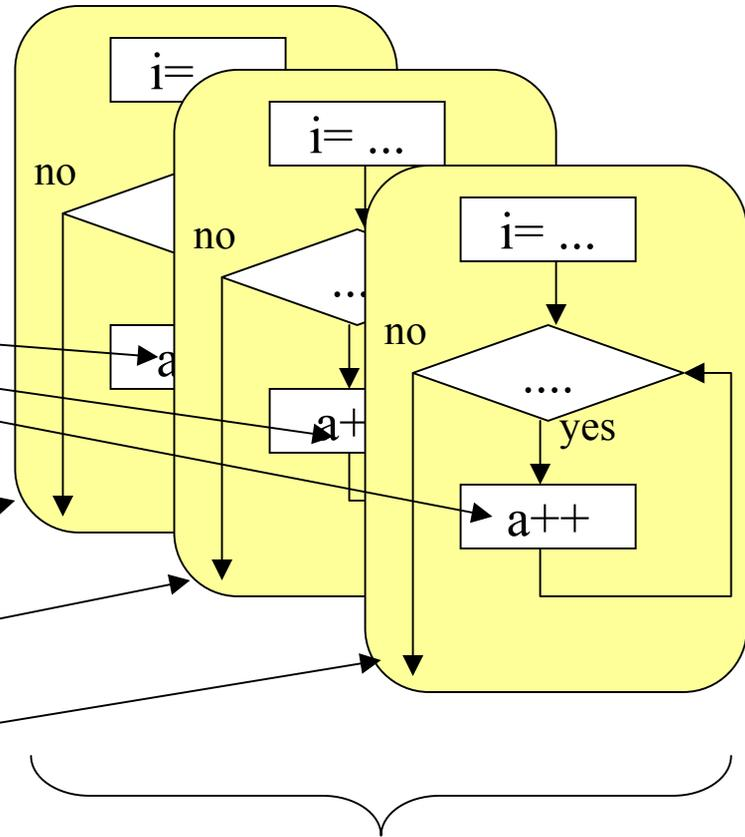 i=
no
a
i= ...
no
...
a+
i= ...
no
....
yes
a++